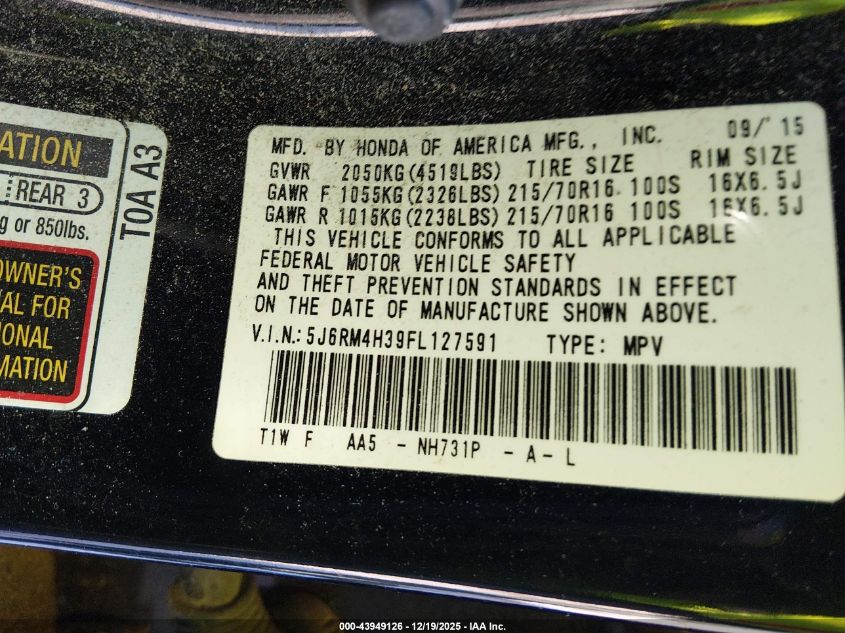 ATION
REAR 3
g or 850lbs.
OWNER'S
AL FOR
ONAL
MATION
T0A A3
MFD. BY HONDA OF AMERICA MFG., INC. 09/'15
GVWR 2050KG(4519LBS) TIRE SIZE RIM SIZE
GAWR F 1055KG(2326LBS) 215/70R16 100S 16X6.5J
GAWR R 1015KG(2238LBS) 215/70R16 100S 16X6.5J
THIS VEHICLE CONFORMS TO ALL APPLICABLE
FEDERAL MOTOR VEHICLE SAFETY
AND THEFT PREVENTION STANDARDS IN EFFECT
ON THE DATE OF MANUFACTURE SHOWN ABOVE.
V.I.N.: 5J6RM4H39FL127591 TYPE: MPV
T1W F AA5 - NH731P - A - L
000-43949126 - 12/19/2025 - IAA Inc.